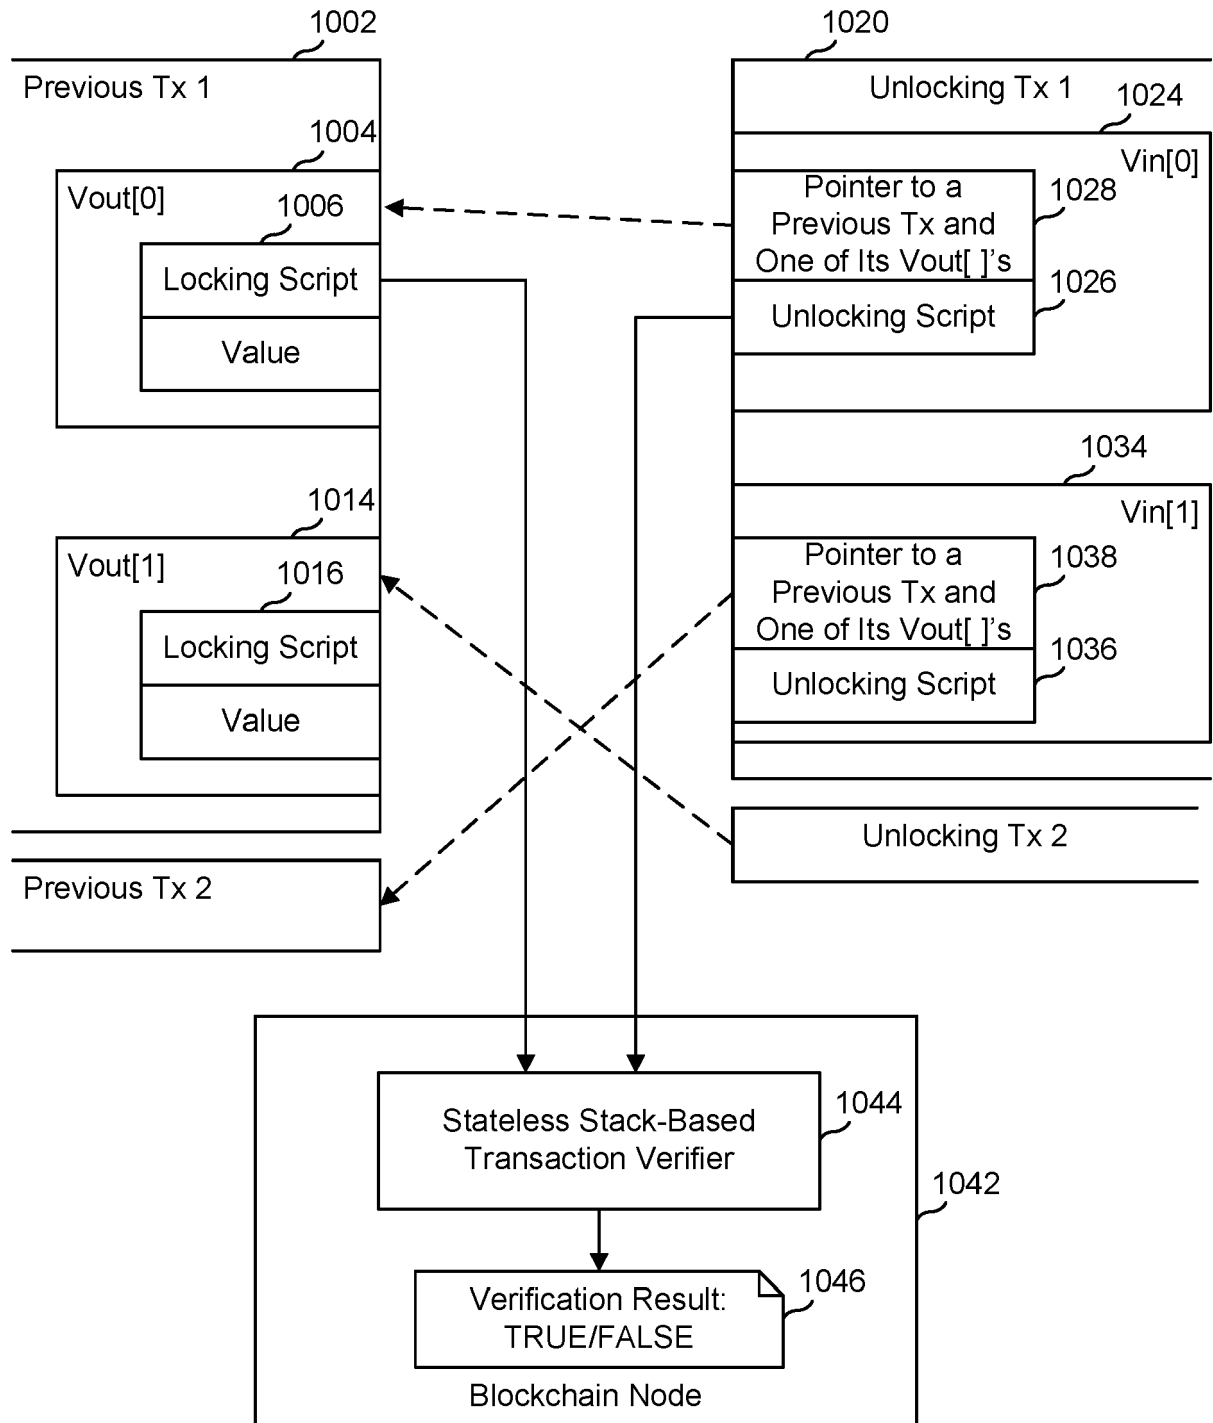 1002
Previous Tx 1
1004
Vout[0]
1006
Locking Script
Value
1014
Vout[1]
1016
Locking Script
Value
Previous Tx 2
1020
Unlocking Tx 1
1024
Vin[0]
Pointer to a
Previous Tx and
One of Its Vout[ ]'s
1028
Unlocking Script
1026
1034
Vin[1]
Pointer to a
Previous Tx and
One of Its Vout[ ]'s
1038
Unlocking Script
1036
Unlocking Tx 2
Stateless Stack-Based
Transaction Verifier
1044
1042
Verification Result:
TRUE/FALSE
1046
Blockchain Node